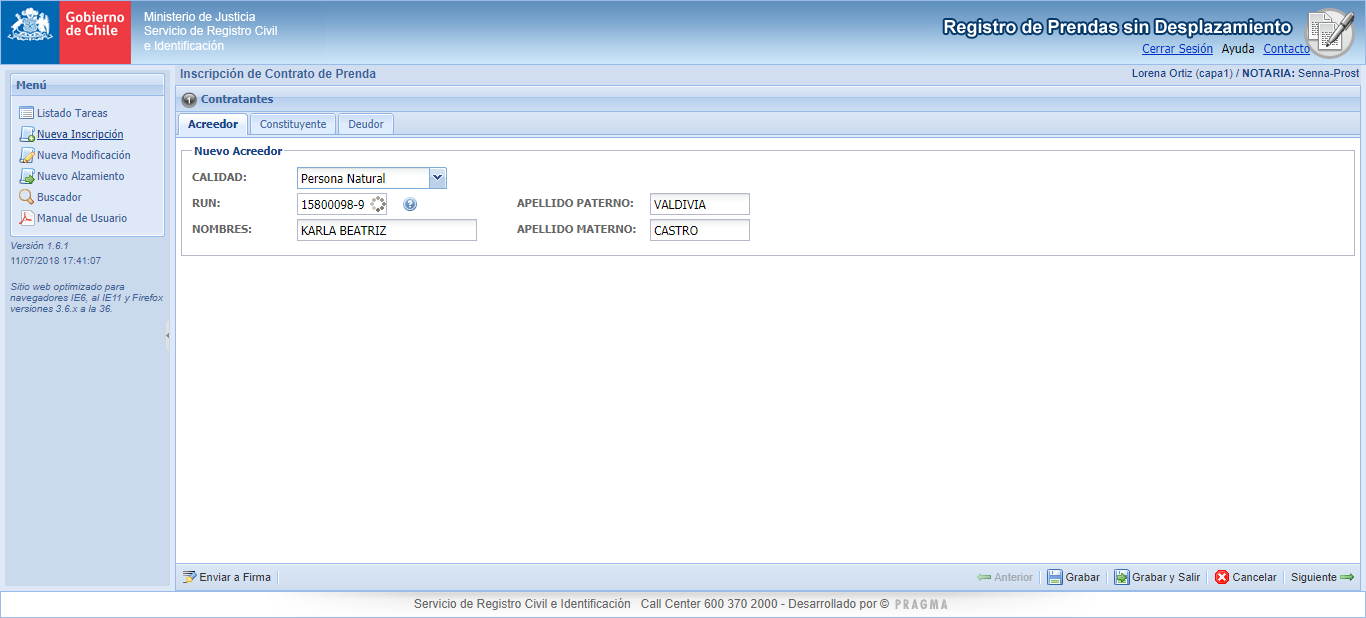 Gobierno
de Chile
Ministerio de Justicia
Servicio de Registro Civil
e Identificación
Registro de Prendas sin Desplazamiento
Cerrar Sesión Ayuda Contacto
Menú
Listado Tareas
Nueva Inscripción
Nueva Modificación
Nuevo Alzamiento
Buscador
Manual de Usuario
Versión 1.6.1
11/07/2018 17:41:07
Sitio web optimizado para
navegadores IE6, al IE11 y Firefox
versiones 3.6.x a la 36.
Inscripción de Contrato de Prenda
Lorena Ortiz (capa1) / NOTARIA: Senna-Prost
1 Contratantes
Acreedor Constituyente Deudor
Nuevo Acreedor
CALIDAD: Persona Natural
RUN: 15800098-9 ? APELLIDO PATERNO: VALDIVIA
NOMBRES: KARLA BEATRIZ APELLIDO MATERNO: CASTRO
Enviar a Firma Anterior Grabar Grabar y Salir Cancelar Siguiente
Servicio de Registro Civil e Identificación Call Center 600 370 2000 - Desarrollado por © PRAGMA